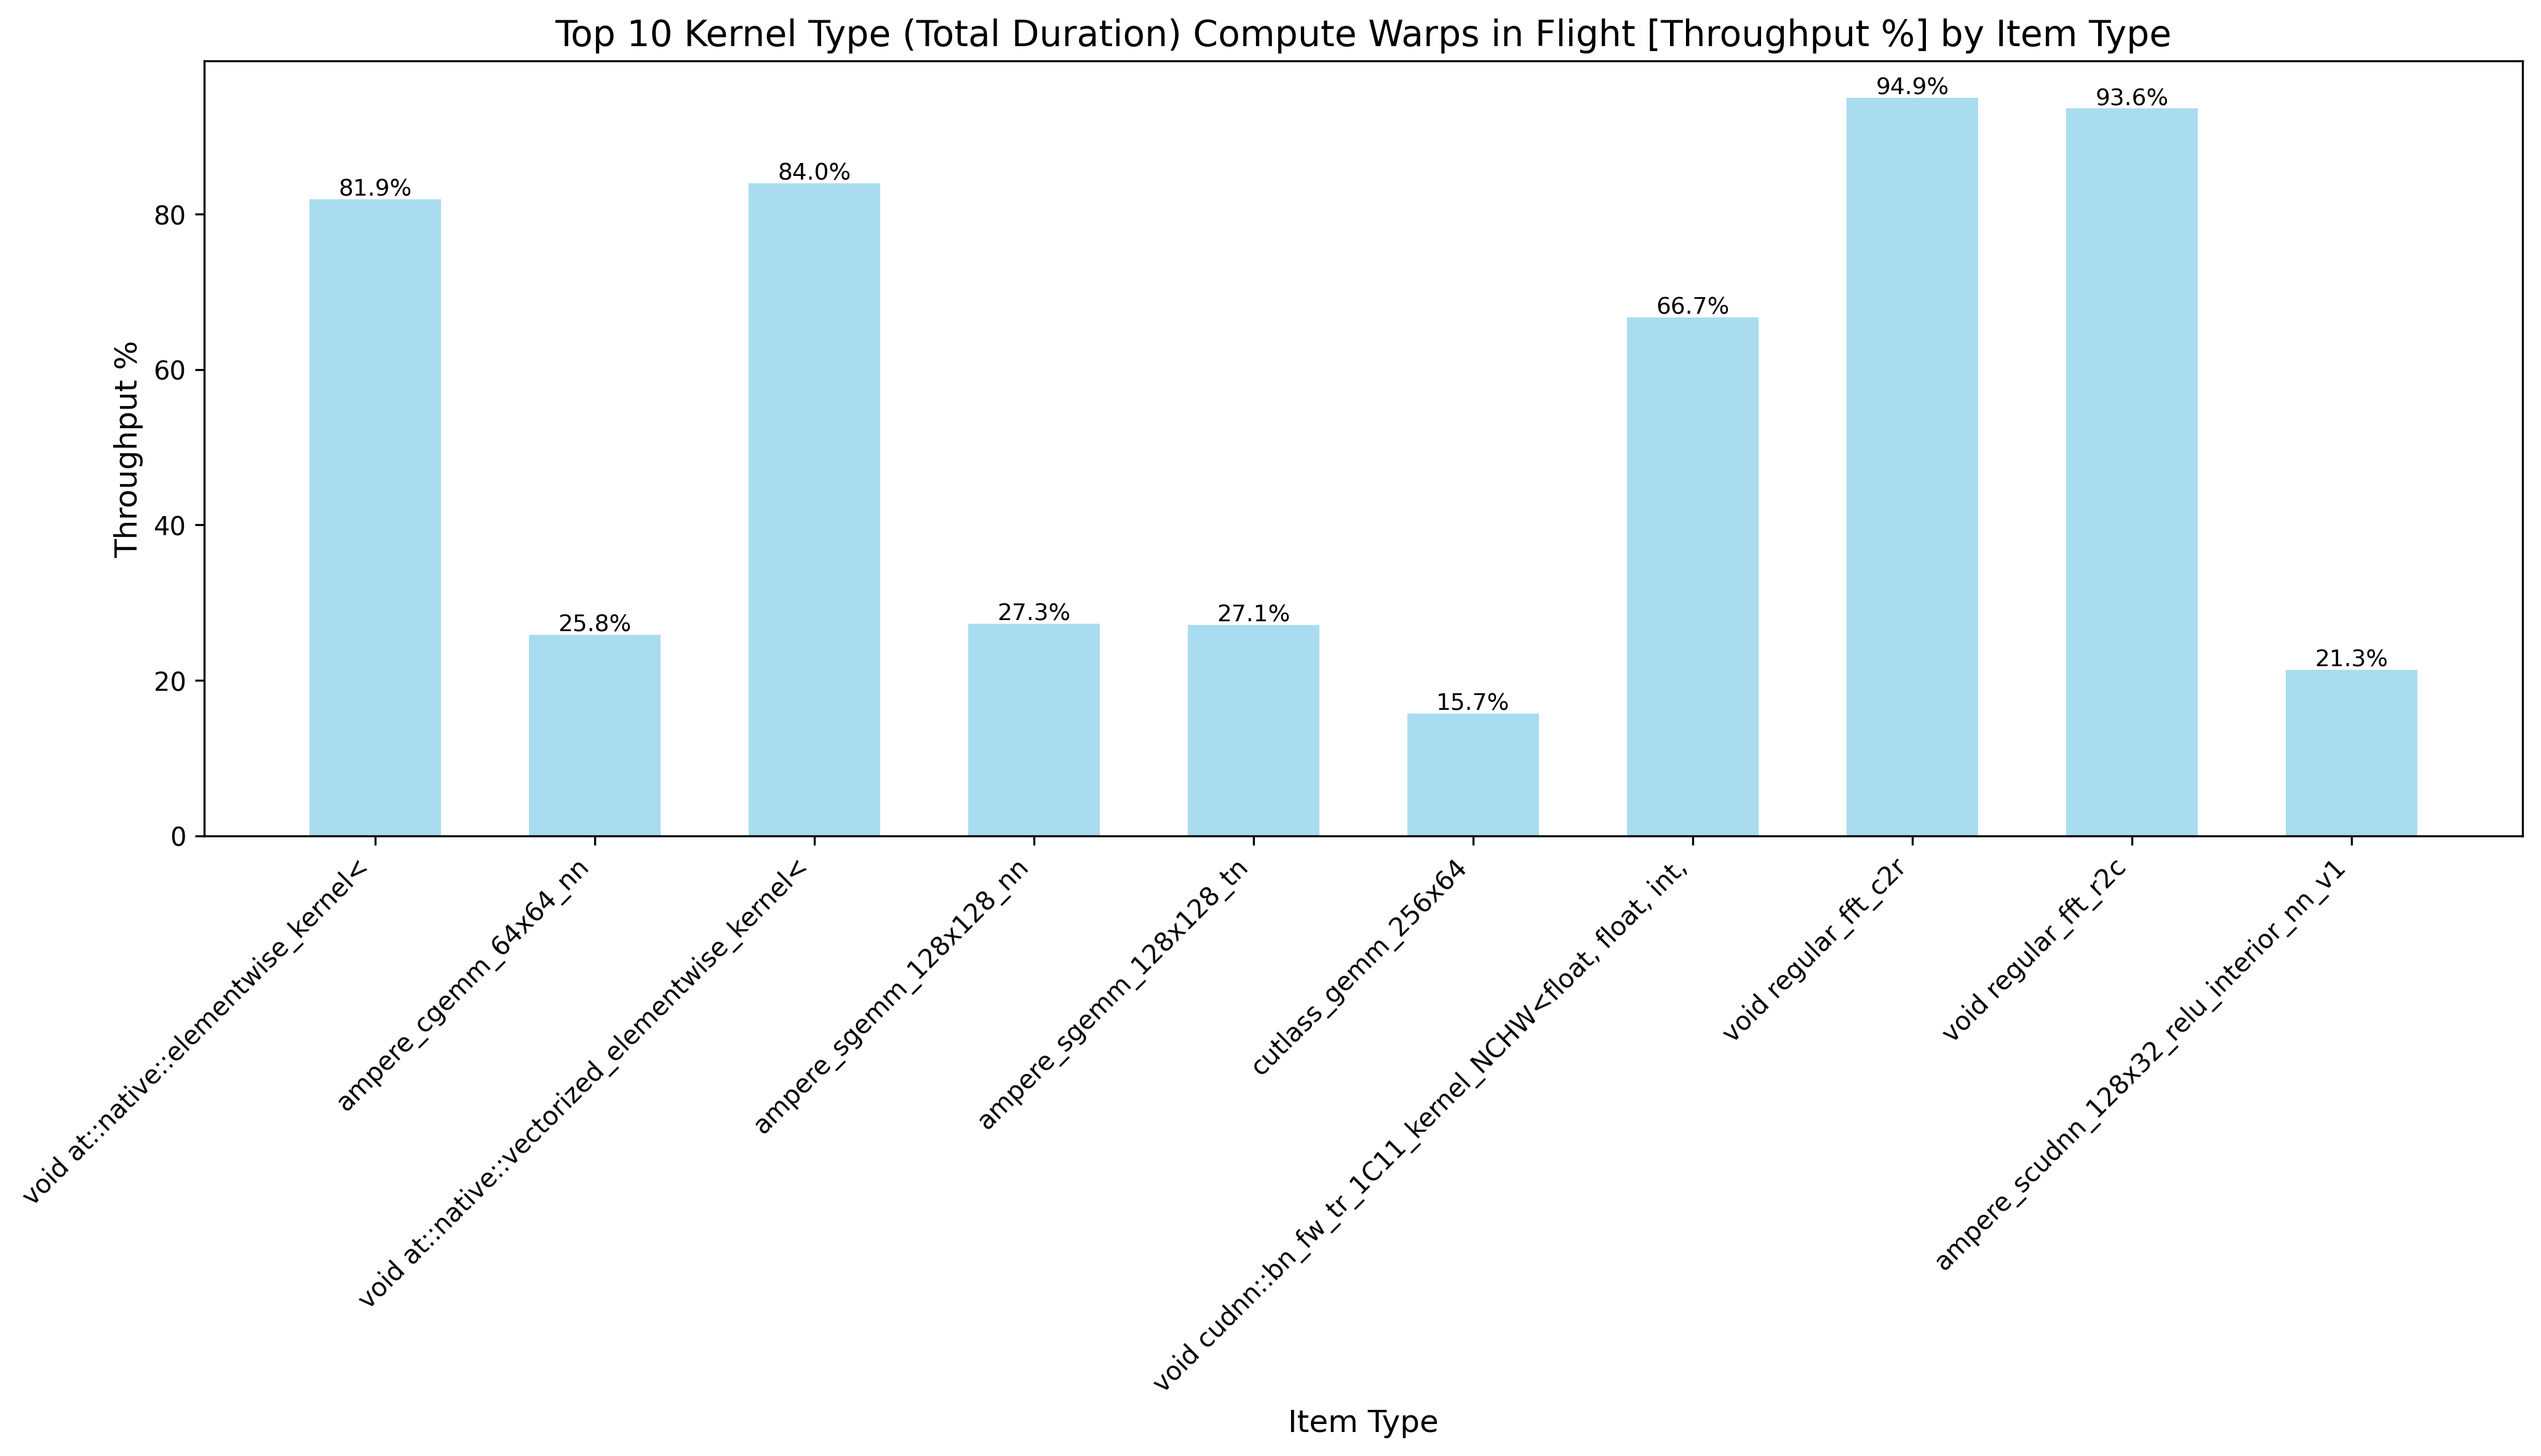 Top 10 Kernel Type (Total Duration) Compute Warps in Flight [Throughput %] by Item Type
Throughput %
80
60
40
20
0
81.9%
25.8%
84.0%
27.3%
27.1%
15.7%
66.7%
94.9%
93.6%
21.3%
void at::native::elementwise_kernel<
ampere_cgemm_64x64_nn
void at::native::vectorized_elementwise_kernel<
ampere_sgemm_128x128_nn
ampere_sgemm_128x128_tn
cutlass_gemm_256x64
void cudnn::bn_fw_tr_1C11_kernel_NCHW<float, float, int,
void regular_fft_c2r
void regular_fft_r2c
ampere_scudnn_128x32_relu_interior_nn_v1
Item Type